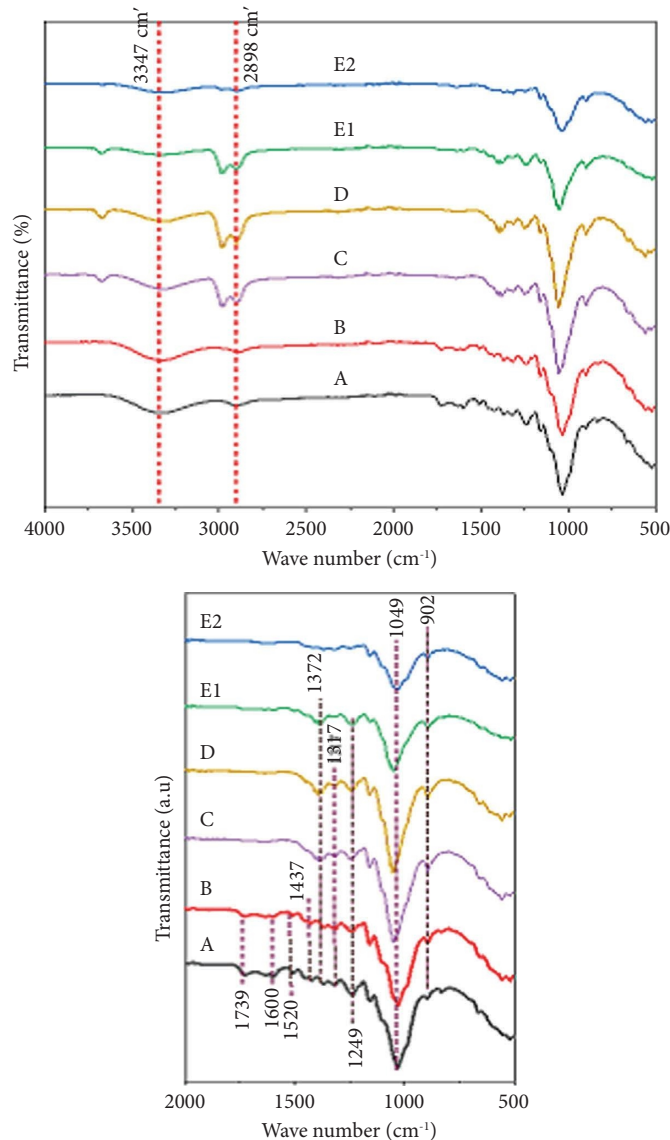 3347 cm′
2898 cm′
E2
E1
D
C
B
A
Transmittance (%)
4000 3500 3000 2500 2000 1500 1000 500
Wave number (cm⁻¹)
E2
E1
D
C
B
A
1372
1317
1437
1049
902
1739
1600
1520
1249
Transmittance (a.u)
2000 1500 1000 500
Wave number (cm⁻¹)